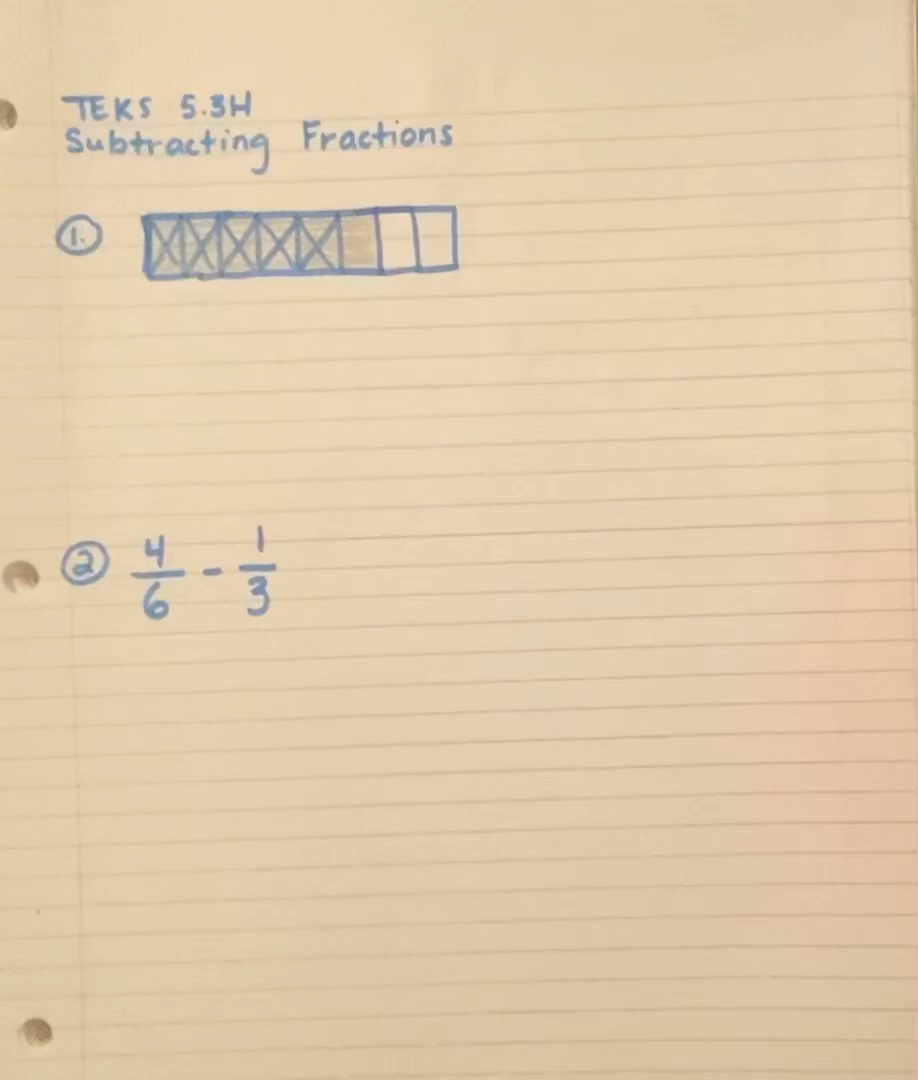 TEKS 5.3H
Subtracting Fractions
1.
2 4/6 - 1/3